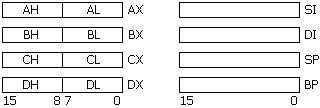 AH AL AX SI
BH BL BX DI
CH CL CX SP
DH DL DX BP
15 8 7 0 15 0